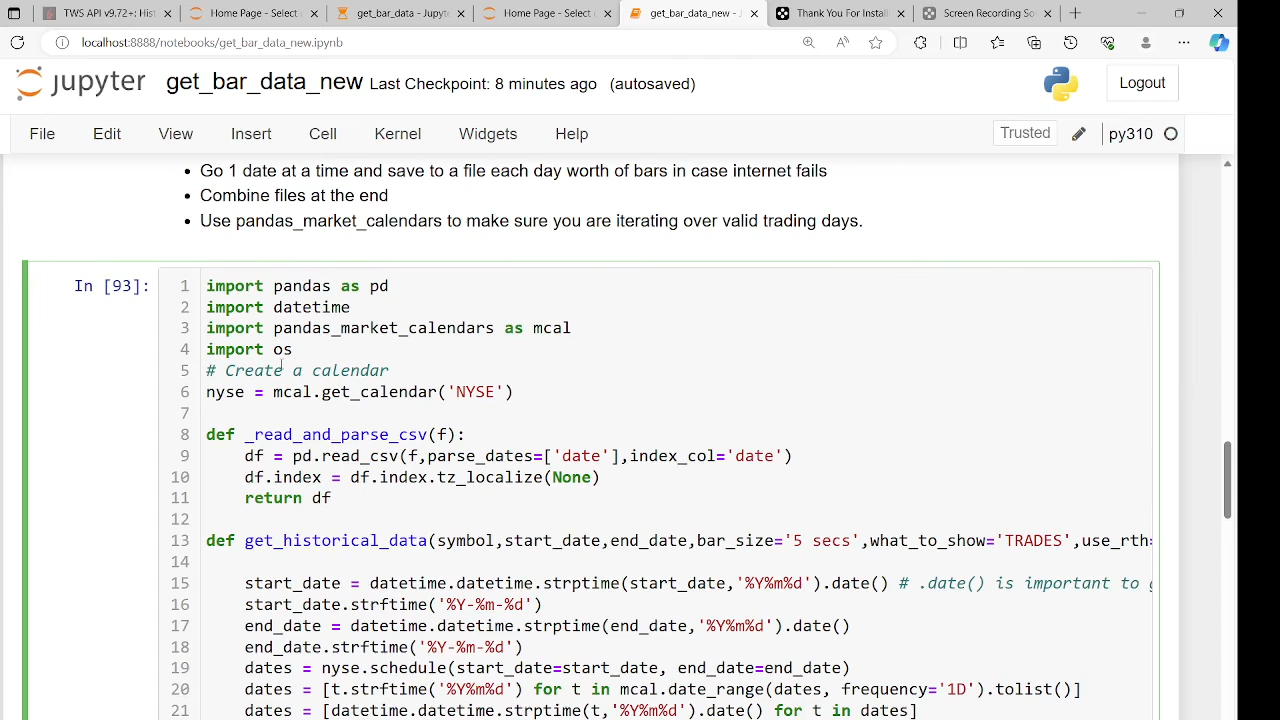 TWS API v9.72+: Hist
Home Page - Select
get_bar_data - Jupyte
Home Page - Select
get_bar_data_new - J
Thank You For Install
Screen Recording So
localhost:8888/notebooks/get_bar_data_new.ipynb
jupyter get_bar_data_new Last Checkpoint: 8 minutes ago (autosaved)
Logout
File Edit View Insert Cell Kernel Widgets Help
Trusted
py310
• Go 1 date at a time and save to a file each day worth of bars in case internet fails
• Combine files at the end
• Use pandas_market_calendars to make sure you are iterating over valid trading days.
In [93]:
1 import pandas as pd
2 import datetime
3 import pandas_market_calendars as mcal
4 import os
5 # Create a calendar
6 nyse = mcal.get_calendar('NYSE')
7
8 def _read_and_parse_csv(f):
9 df = pd.read_csv(f,parse_dates=['date'],index_col='date')
10 df.index = df.index.tz_localize(None)
11 return df
12
13 def get_historical_data(symbol,start_date,end_date,bar_size='5 secs',what_to_show='TRADES',use_rth=
14
15 start_date = datetime.datetime.strptime(start_date,'%Y%m%d').date() # .date() is important to g
16 start_date.strftime('%Y-%m-%d')
17 end_date = datetime.datetime.strptime(end_date,'%Y%m%d').date()
18 end_date.strftime('%Y-%m-%d')
19 dates = nyse.schedule(start_date=start_date, end_date=end_date)
20 dates = [t.strftime('%Y%m%d') for t in mcal.date_range(dates, frequency='1D').tolist()]
21 dates = [datetime.datetime.strptime(t,'%Y%m%d').date() for t in dates]